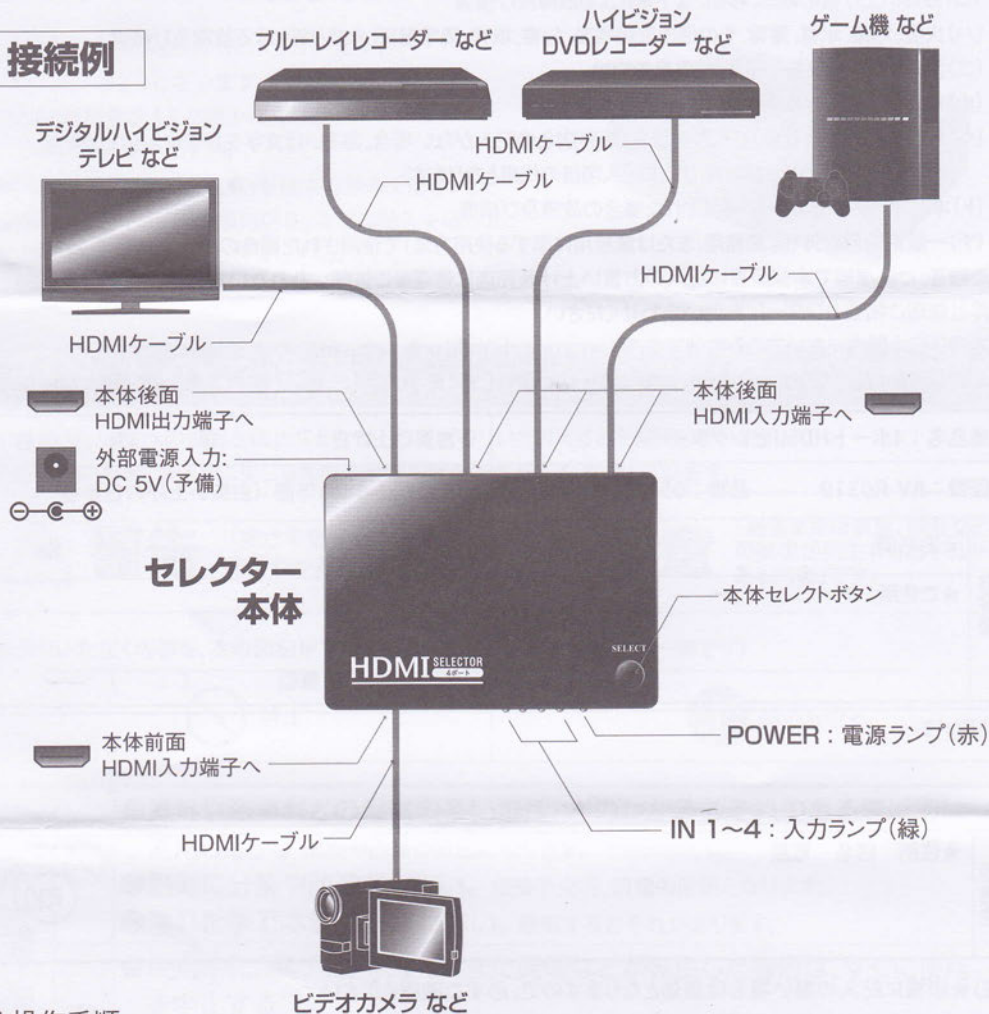 接続例
ブルーレイレコーダー など
ハイビジョン
DVDレコーダー など
ゲーム機 など
デジタルハイビジョン
テレビ など
HDMIケーブル
HDMIケーブル
HDMIケーブル
HDMIケーブル
本体後面
HDMI出力端子へ
本体後面
HDMI入力端子へ
外部電源入力:
DC 5V(予備)
セレクター
本体
本体セレクトボタン
SELECT
HDMI SELECTOR
4ポート
本体前面
HDMI入力端子へ
POWER : 電源ランプ(赤)
IN 1〜4 : 入力ランプ(緑)
HDMIケーブル
ビデオカメラ など
操作手順